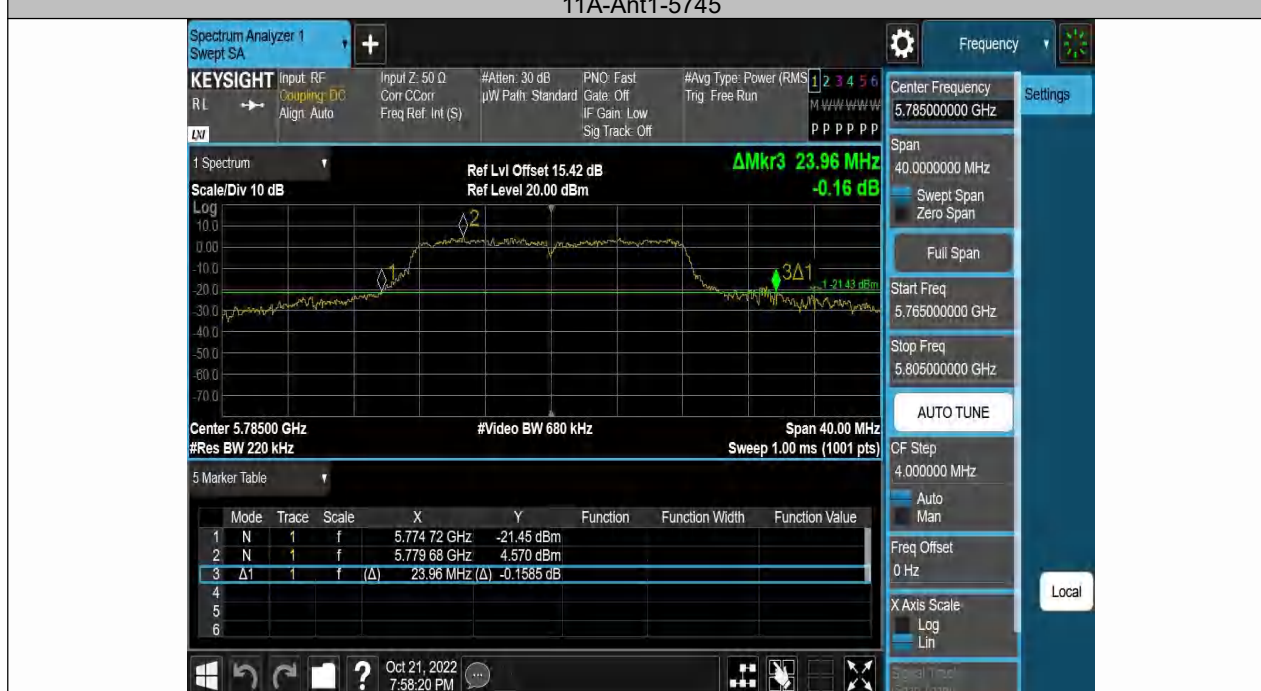 11A-Ant1-5745
Spectrum Analyzer 1
Swept SA
+
Frequency
KEYSIGHT
RL
LXI
Input: RF
Coupling: DC
Align: Auto
Input Z: 50 Ω
Corr CCorr
Freq Ref: Int (S)
#Atten: 30 dB
µW Path: Standard
PNO: Fast
Gate: Off
IF Gain: Low
Sig Track: Off
#Avg Type: Power (RMS
Trig: Free Run
1 2 3 4 5 6
M W W W W W
P P P P P P
1 Spectrum
Scale/Div 10 dB
Ref Lvl Offset 15.42 dB
Ref Level 20.00 dBm
ΔMkr3 23.96 MHz
-0.16 dB
Log
10.0
0.00
-10.0
-20.0
-30.0
-40.0
-50.0
-60.0
-70.0
1
2
3Δ1
-21.43 dBm
Center 5.78500 GHz
#Res BW 220 kHz
#Video BW 680 kHz
Span 40.00 MHz
Sweep 1.00 ms (1001 pts)
5 Marker Table
Mode Trace Scale X Y Function Function Width Function Value
1 N 1 f 5.774 72 GHz -21.45 dBm
2 N 1 f 5.779 68 GHz 4.570 dBm
3 Δ1 1 f (Δ) 23.96 MHz (Δ) -0.1585 dB
4
5
6
Oct 21, 2022
7:58:20 PM
Center Frequency
5.785000000 GHz
Settings
Span
40.0000000 MHz
Swept Span
Zero Span
Full Span
Start Freq
5.765000000 GHz
Stop Freq
5.805000000 GHz
AUTO TUNE
CF Step
4.000000 MHz
Auto
Man
Freq Offset
0 Hz
X Axis Scale
Log
Lin
Local